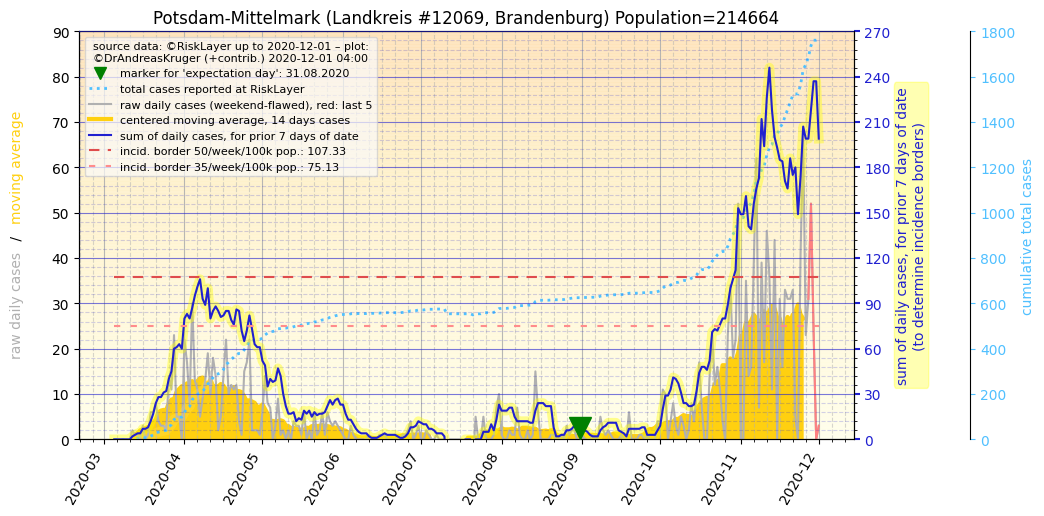 Potsdam-Mittelmark (Landkreis #12069, Brandenburg) Population=214664
source data: ©RiskLayer up to 2020-12-01 – plot:
©DrAndreasKruger (+contrib.) 2020-12-01 04:00
marker for 'expectation day': 31.08.2020
total cases reported at RiskLayer
raw daily cases (weekend-flawed), red: last 5
centered moving average, 14 days cases
sum of daily cases, for prior 7 days of date
incid. border 50/week/100k pop.: 107.33
incid. border 35/week/100k pop.: 75.13
raw daily cases / moving average
90
80
70
60
50
40
30
20
10
0
2020-03
2020-04
2020-05
2020-06
2020-07
2020-08
2020-09
2020-10
2020-11
2020-12
270
240
210
180
150
120
90
60
30
0
sum of daily cases, for prior 7 days of date
(to determine incidence borders)
1800
1600
1400
1200
1000
800
600
400
200
0
cumulative total cases